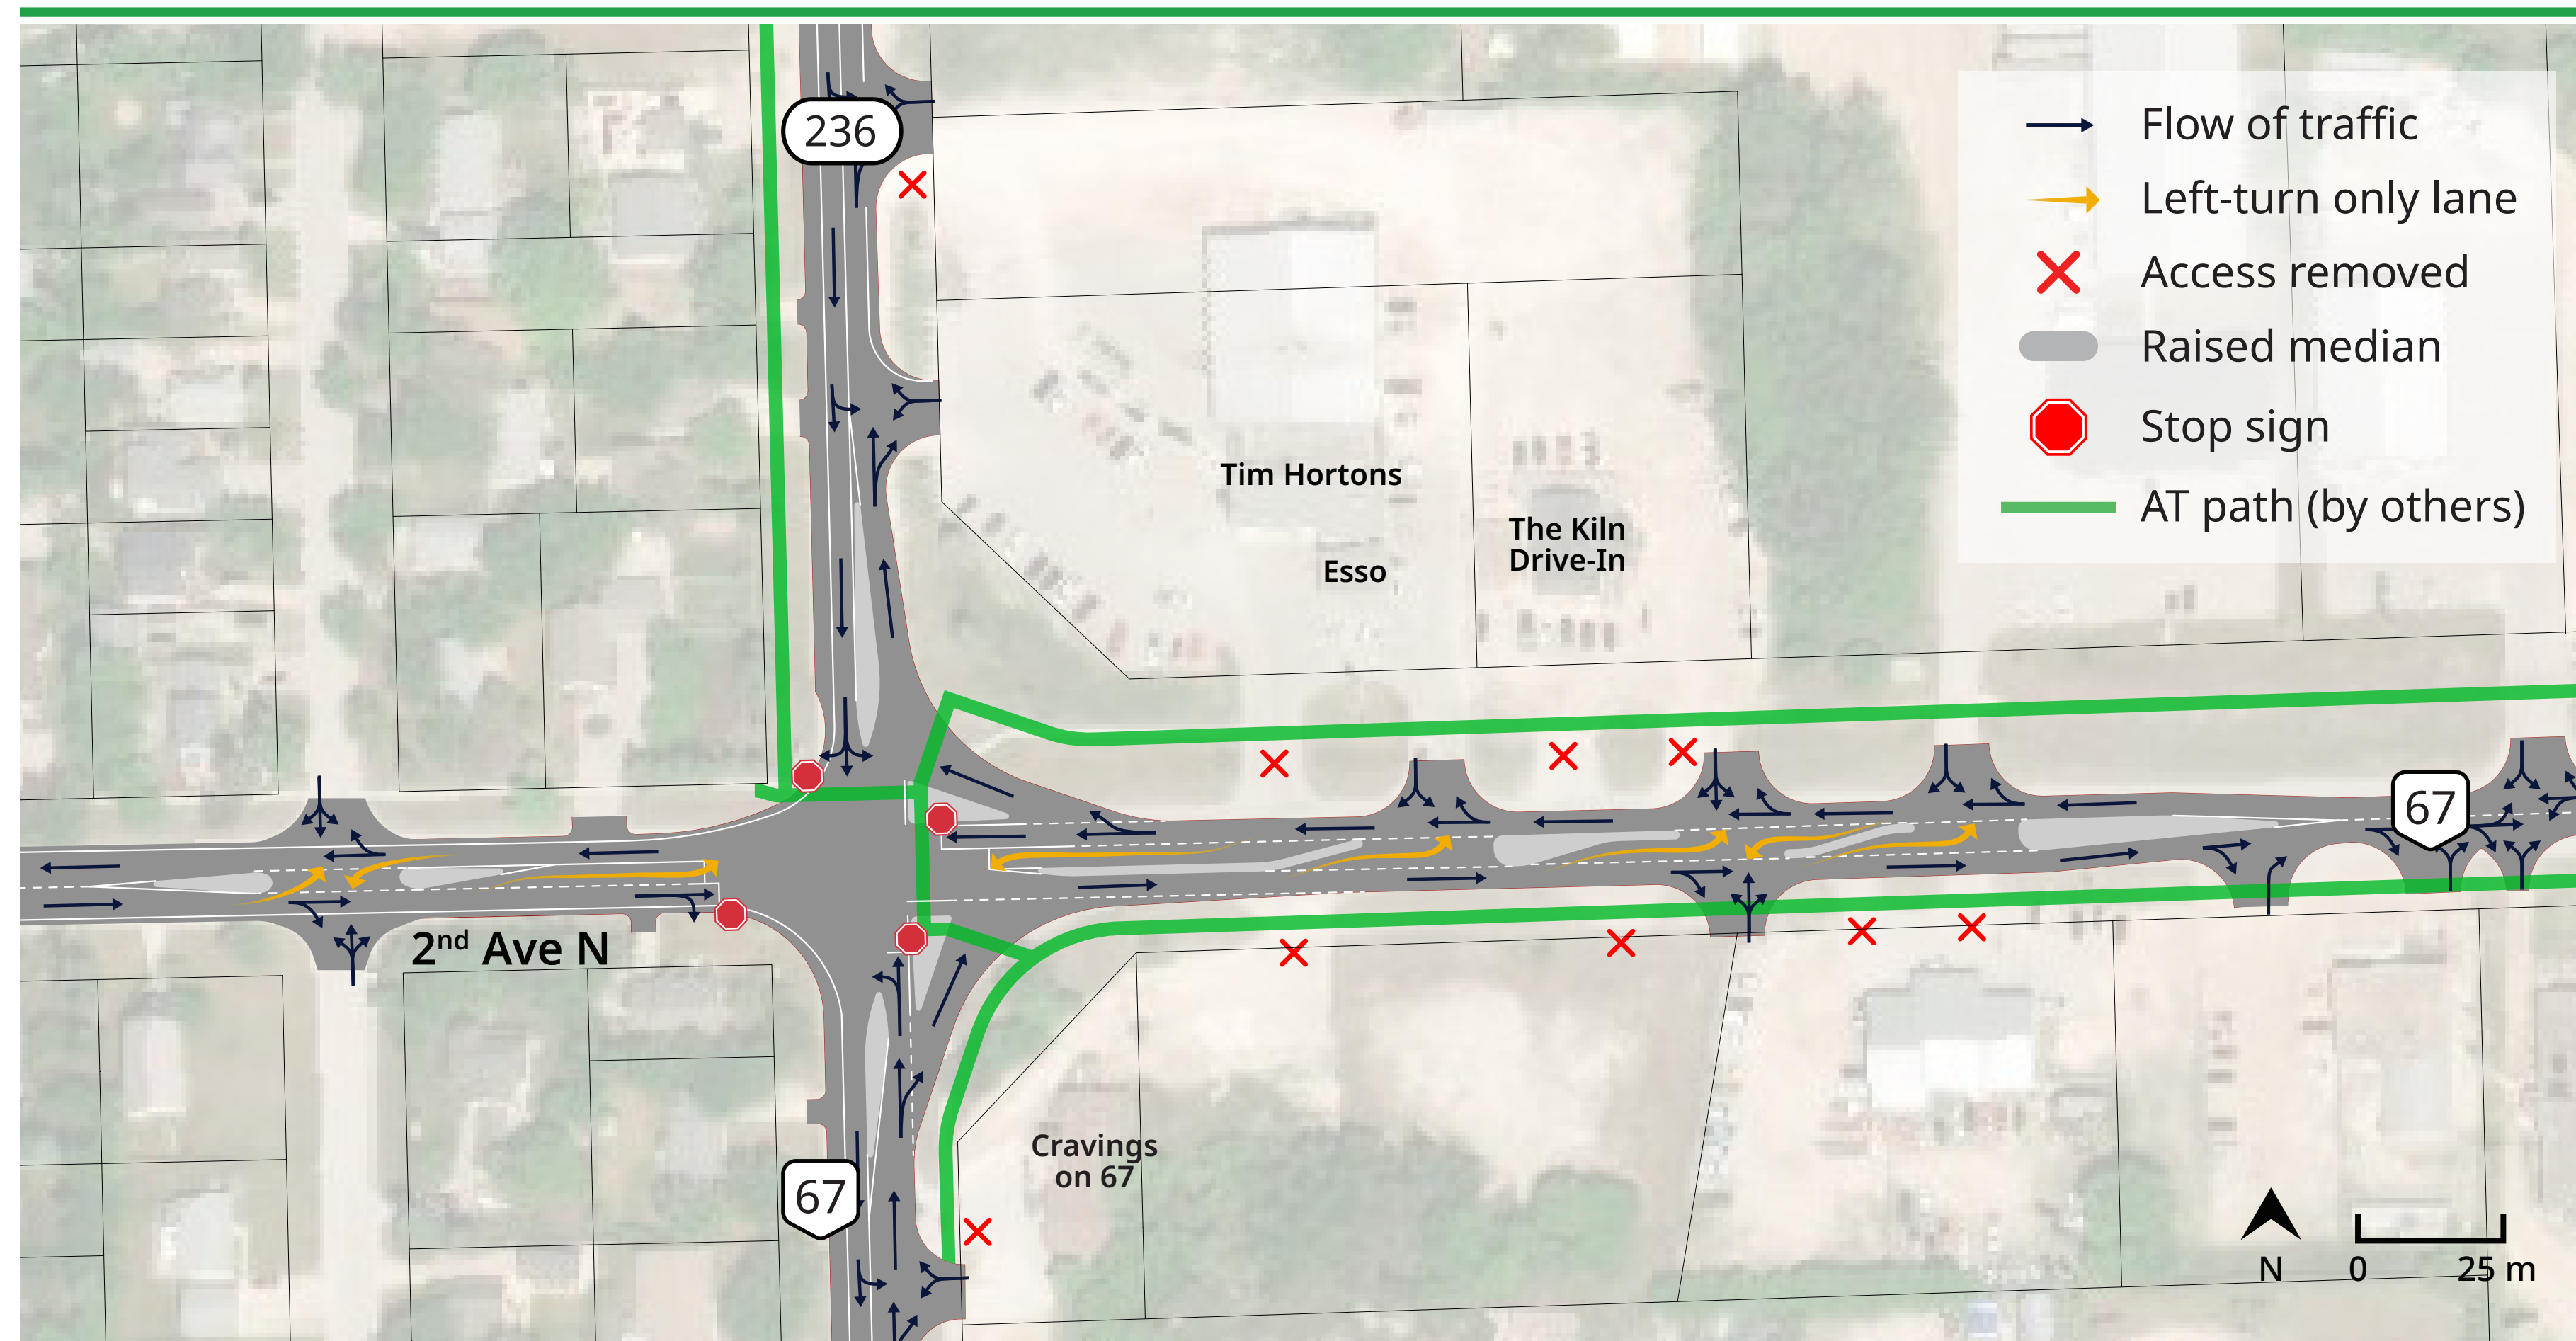 236
Flow of traffic
Left-turn only lane
Access removed
Raised median
Stop sign
AT path (by others)
Tim Hortons
The Kiln
Drive-In
Esso
67
2nd Ave N
Cravings
on 67
67
N
0 25 m